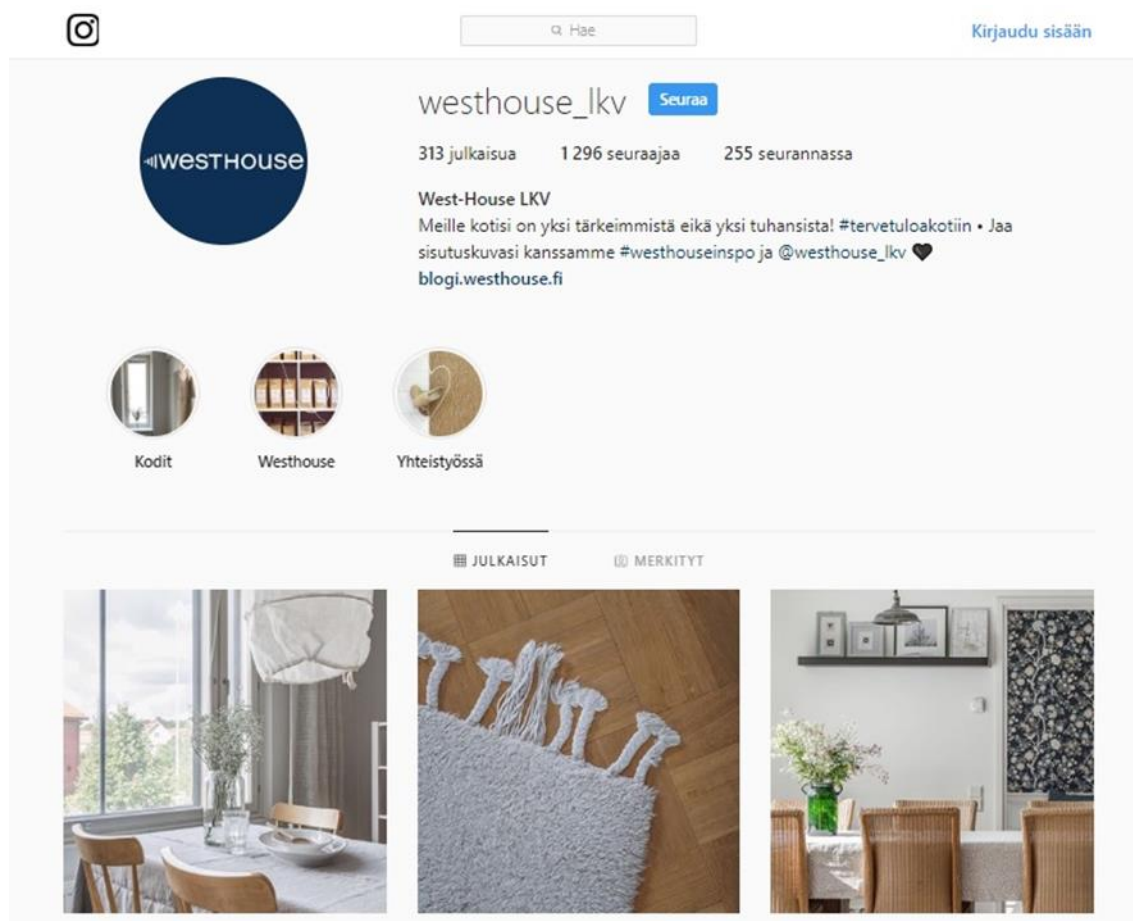 Hae
Kirjaudu sisään
WESTHOUSE
westhouse_lkv Seuraa
313 julkaisua 1 296 seuraajaa 255 seurannassa
West-House LKV
Meille kotisi on yksi tärkeimmistä eikä yksi tuhansista! #tervetuloakotiin • Jaa
sisutuskuvasi kanssamme #westhouseinspo ja @westhouse_lkv 🖤
blogi.westhouse.fi
Kodit Westhouse Yhteistyössä
JULKAISUT MERKITYT